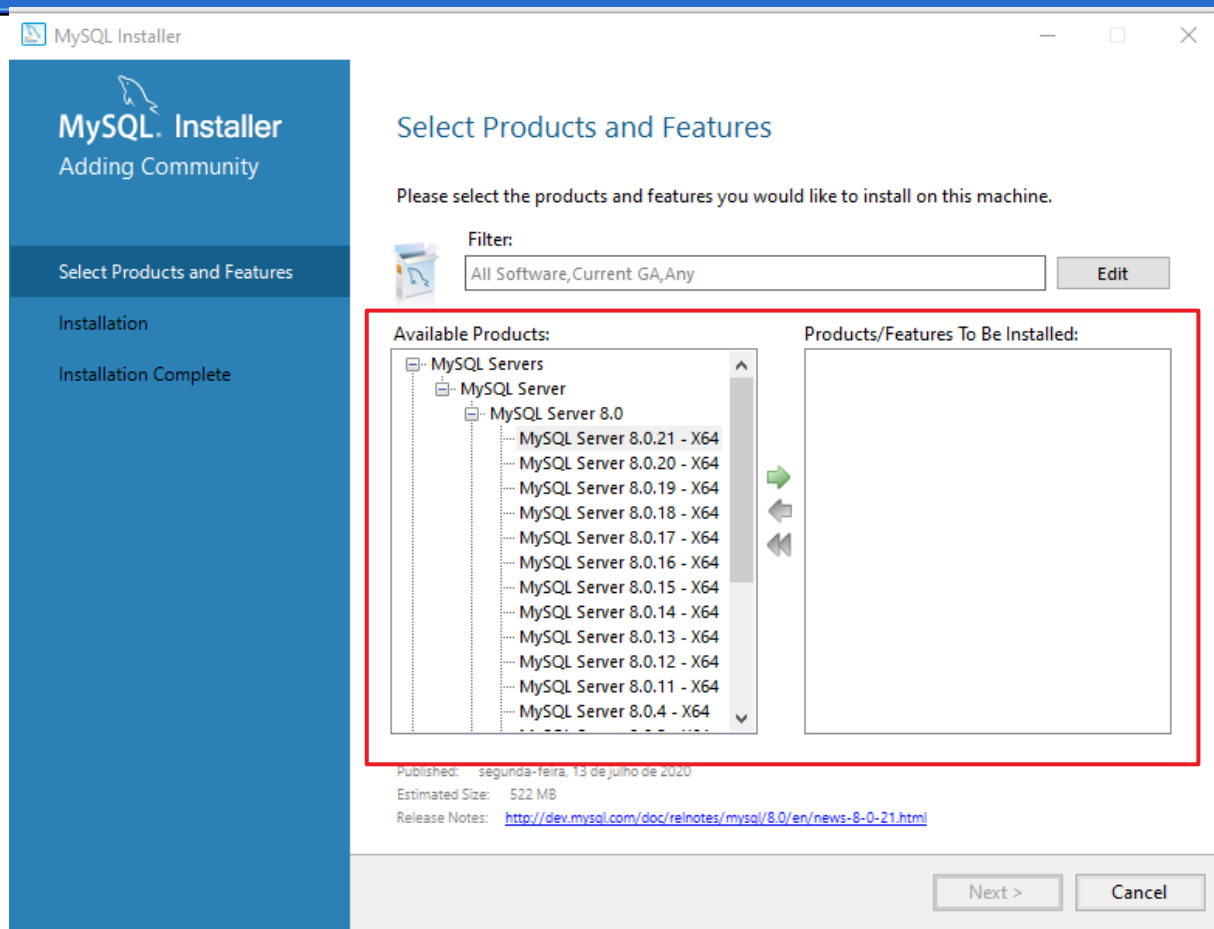 MySQL Installer
MySQL. Installer
Adding Community
Select Products and Features
Installation
Installation Complete
Select Products and Features
Please select the products and features you would like to install on this machine.
Filter:
All Software,Current GA,Any
Edit
Available Products:
MySQL Servers
MySQL Server
MySQL Server 8.0
MySQL Server 8.0.21 - X64
MySQL Server 8.0.20 - X64
MySQL Server 8.0.19 - X64
MySQL Server 8.0.18 - X64
MySQL Server 8.0.17 - X64
MySQL Server 8.0.16 - X64
MySQL Server 8.0.15 - X64
MySQL Server 8.0.14 - X64
MySQL Server 8.0.13 - X64
MySQL Server 8.0.12 - X64
MySQL Server 8.0.11 - X64
MySQL Server 8.0.4 - X64
Products/Features To Be Installed:
Published: segunda-feira, 13 de julho de 2020
Estimated Size: 522 MB
Release Notes: http://dev.mysql.com/doc/relnotes/mysql/8.0/en/news-8-0-21.html
Next >
Cancel